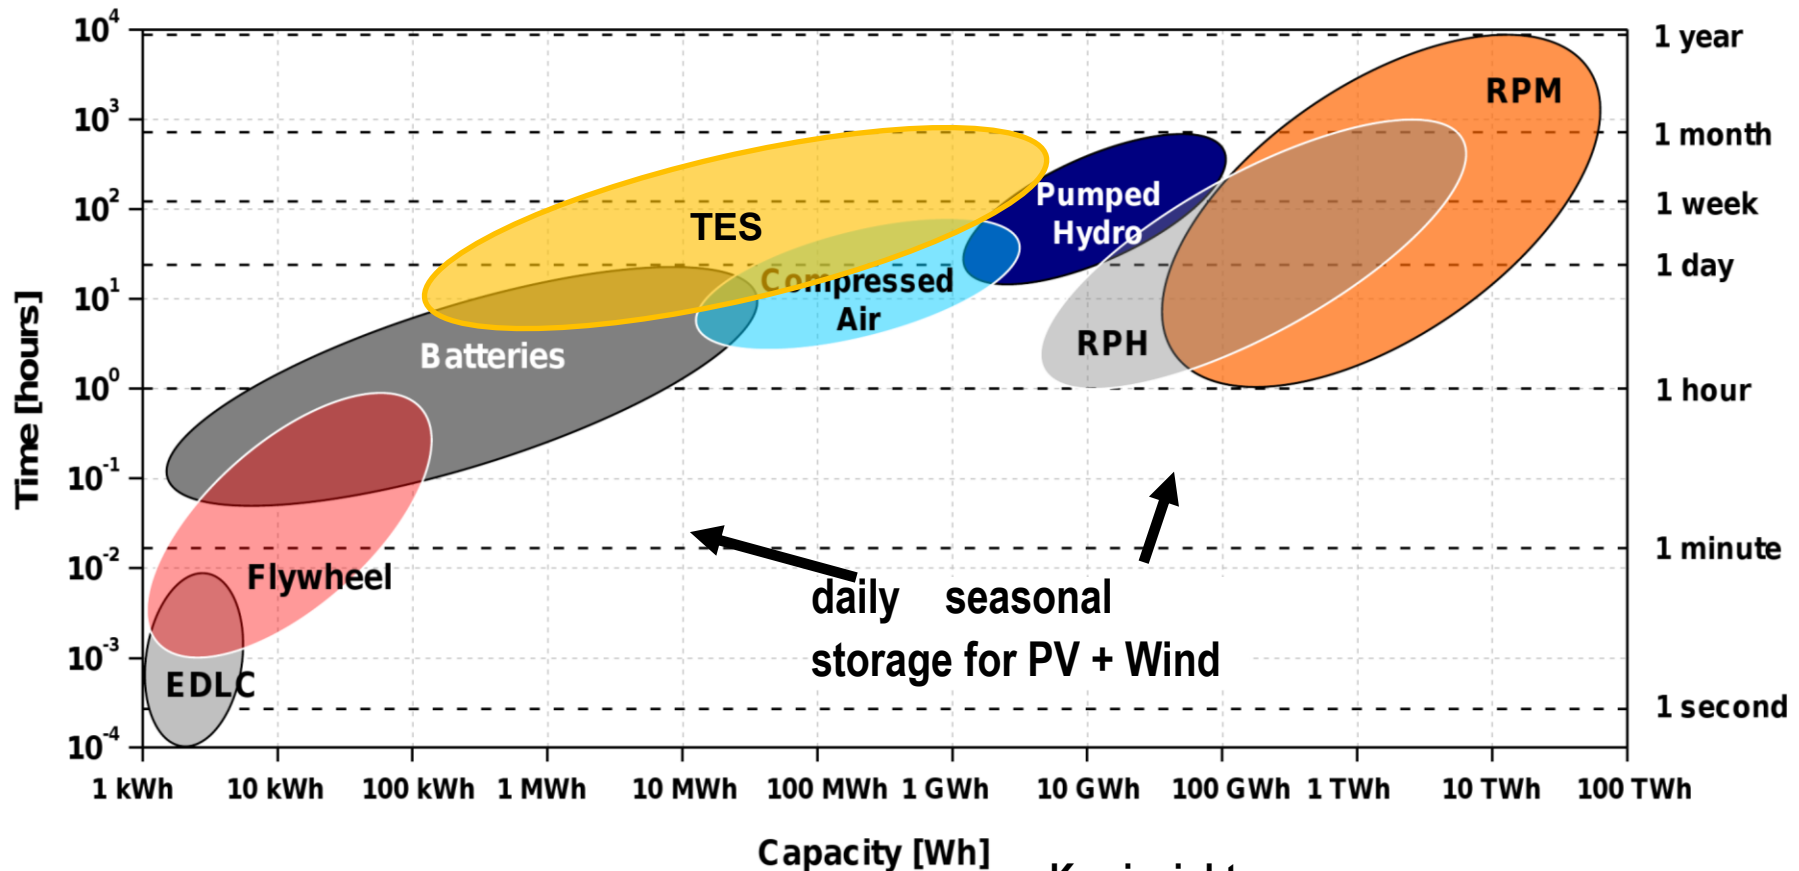 10^4
1 year
RPM
10^3
1 month
10^2
TES
Pumped
Hydro
1 week
1 day
Compressed
Air
10^1
Batteries
RPH
10^0
1 hour
Time [hours]
10^-1
1 minute
10^-2
Flywheel
daily seasonal
storage for PV + Wind
10^-3
EDLC
1 second
10^-4
1 kWh 10 kWh 100 kWh 1 MWh 10 MWh 100 MWh 1 GWh 10 GWh 100 GWh 1 TWh 10 TWh 100 TWh
Capacity [Wh]